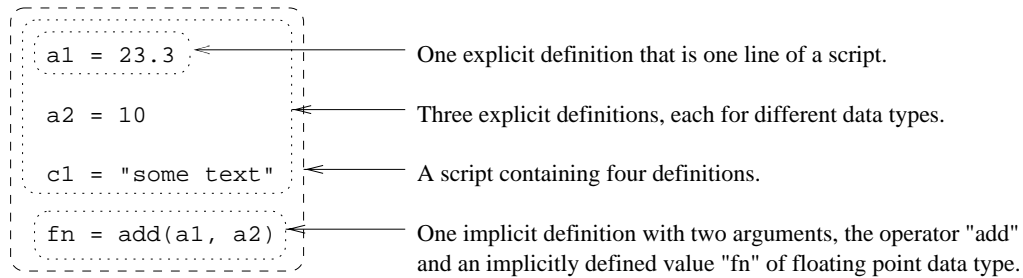 a1 = 23.3
One explicit definition that is one line of a script.
a2 = 10
Three explicit definitions, each for different data types.
c1 = "some text"
A script containing four definitions.
fn = add(a1, a2)
One implicit definition with two arguments, the operator "add"
and an implicitly defined value "fn" of floating point data type.